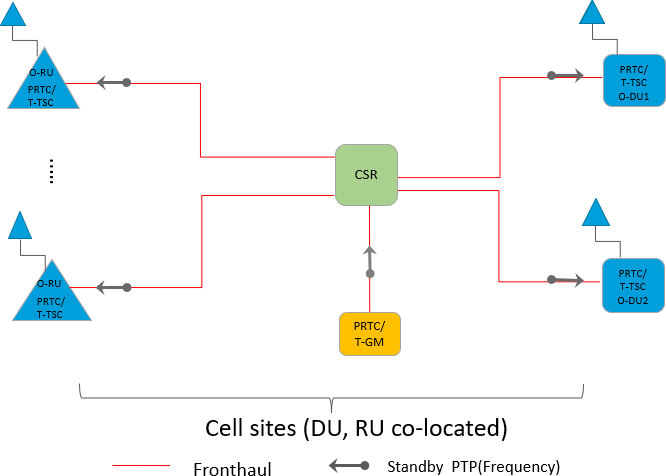 O-RU
PRTC/
T-TSC
PRTC/
T-TSC
O-DU1
.....
CSR
O-RU
PRTC/
T-TSC
PRTC/
T-TSC
O-DU2
PRTC/
T-GM
Cell sites (DU, RU co-located)
Fronthaul
Standby PTP(Frequency)